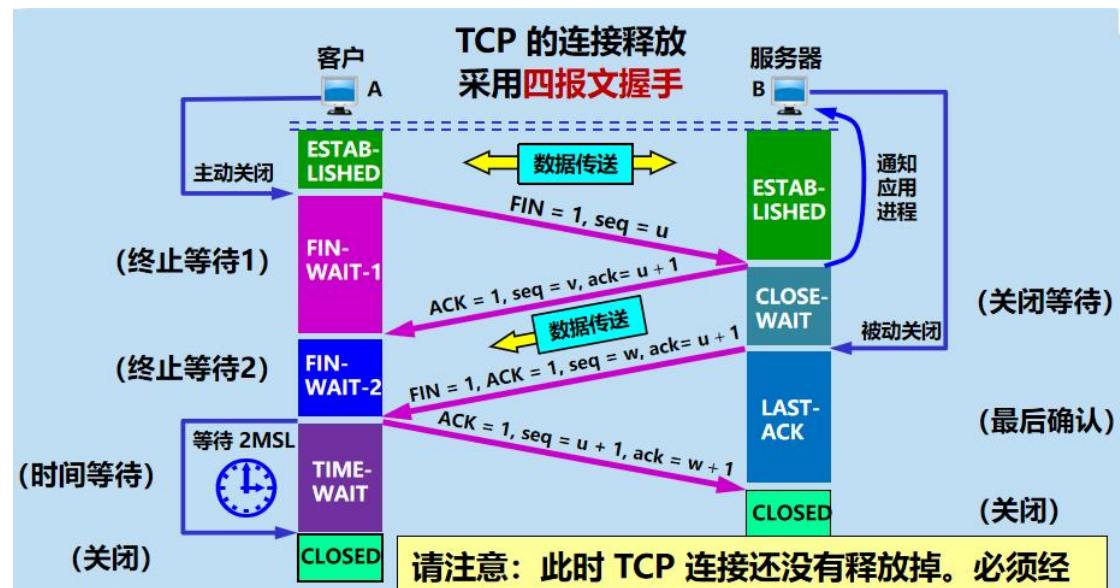 TCP 的连接释放
采用四报文握手
客户
A
服务器
B
ESTAB-
LISHED
主动关闭
数据传送
ESTAB-
LISHED
通知
应用
进程
FIN = 1, seq = u
(终止等待1)
FIN-
WAIT-1
ACK = 1, seq = v, ack= u + 1
CLOSE-
WAIT
(关闭等待)
数据传送
被动关闭
(终止等待2)
FIN-
WAIT-2
FIN = 1, ACK = 1, seq = w, ack= u + 1
LAST-
ACK
(最后确认)
等待 2MSL
ACK = 1, seq = u + 1, ack = w + 1
(时间等待)
TIME-
WAIT
CLOSED
(关闭)
(关闭)
CLOSED
请注意：此时 TCP 连接还没有释放掉。必须经